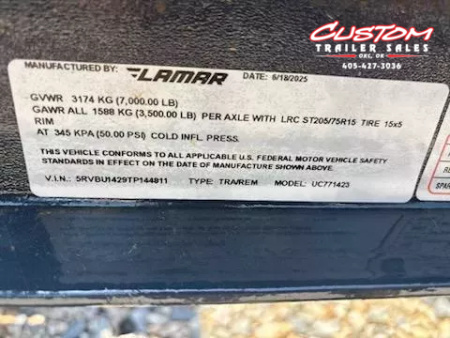 CUSTOM
TRAILER SALES
OKC, OK
405-427-3036
MANUFACTURED BY: LAMAR DATE: 6/18/2025
GVWR 3174 KG (7,000.00 LB)
GAWR ALL 1588 KG (3,500.00 LB) PER AXLE WITH LRC ST205/75R15 TIRE 15x5
RIM
AT 345 KPA (50.00 PSI) COLD INFL. PRESS.
THIS VEHICLE CONFORMS TO ALL APPLICABLE U.S. FEDERAL MOTOR VEHICLE SAFETY
STANDARDS IN EFFECT ON THE DATE OF MANUFACTURE SHOWN ABOVE.
V.I.N.: 5RVBU1429TP144811 TYPE: TRA/REM MODEL: UC771423